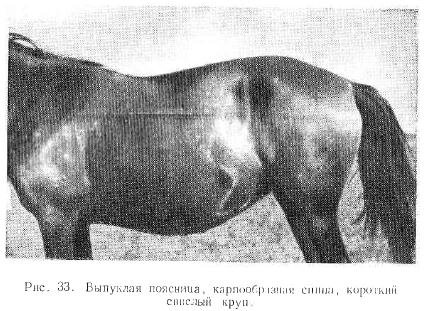 Рис. 33. Выпуклая поясница, карпообразная спина, короткий
свислый круп.